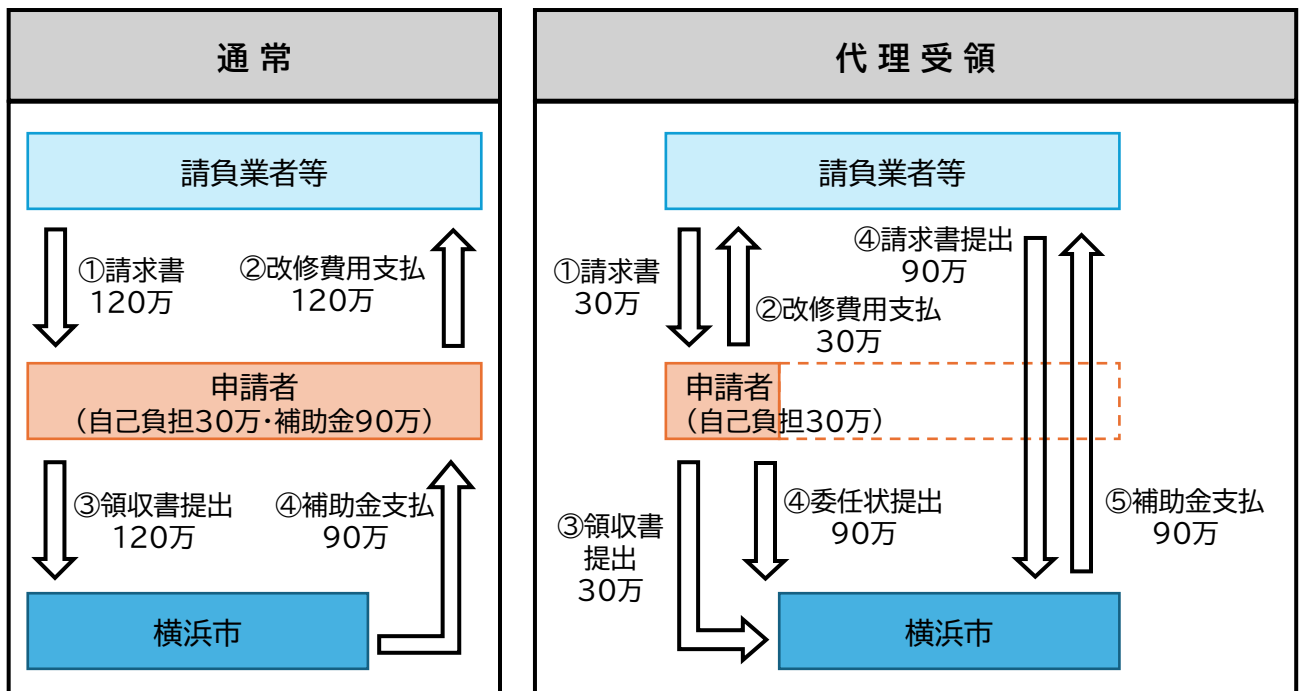 通常
請負業者等
①請求書
120万
②改修費用支払
120万
申請者
（自己負担30万・補助金90万）
③領収書提出
120万
④補助金支払
90万
横浜市
代理受領
請負業者等
①請求書
30万
②改修費用支払
30万
④請求書提出
90万
申請者
（自己負担30万）
③領収書
提出
30万
④委任状提出
90万
⑤補助金支払
90万
横浜市